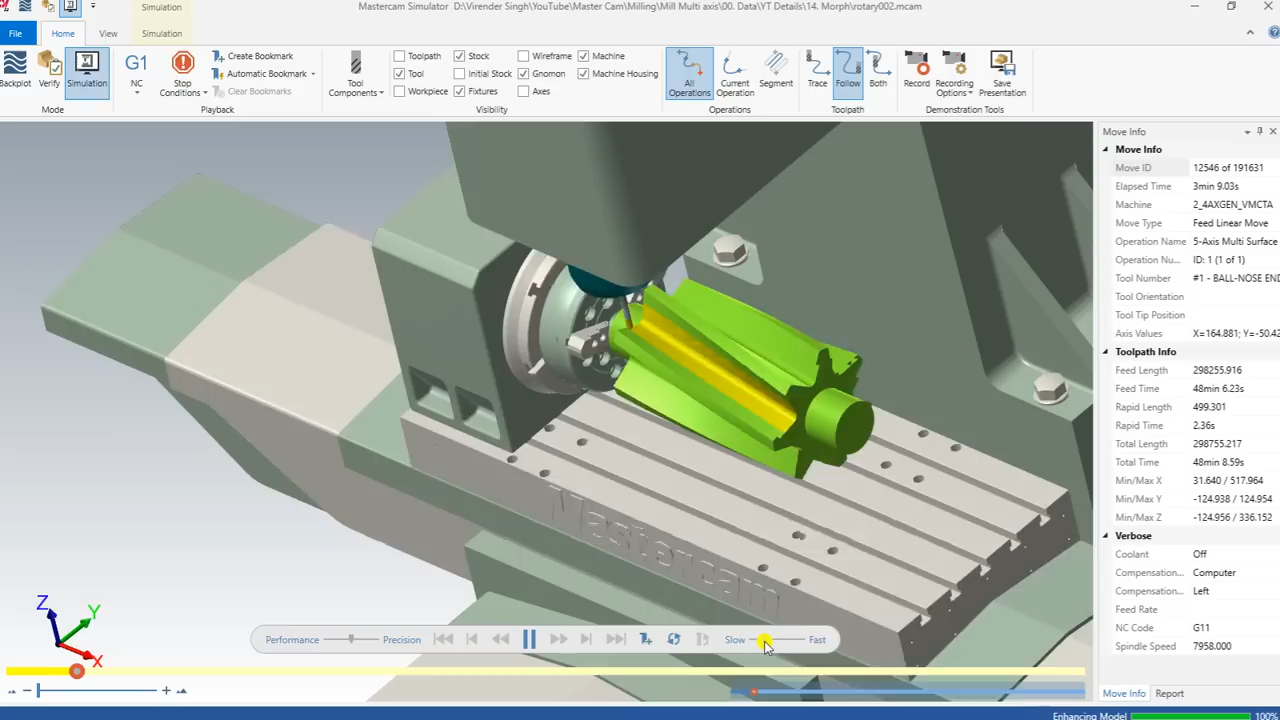 Simulation
Mastercam Simulator D:\Virender Singh\YouTube\Master Cam\Milling\Mill Multi axis\00. Data\YT Details\14. Morph\rotary002.mcam
File Home View Simulation
Backplot Verify Simulation
Mode
G1 NC
Stop Conditions
Create Bookmark
Automatic Bookmark
Clear Bookmarks
Playback
Tool Components
Toolpath Stock Wireframe Machine
Tool Initial Stock Gnomon Machine Housing
Workpiece Fixtures Axes
Visibility
All Operations Current Operation Segment
Operations
Trace Follow Both
Toolpath
Record Recording Options Save Presentation
Demonstration Tools
Move Info
Move Info
Move ID 12546 of 191631
Elapsed Time 3min 9.03s
Machine 2_4AXGEN_VMCTA
Move Type Feed Linear Move
Operation Name 5-Axis Multi Surface
Operation Nu... ID: 1 (1 of 1)
Tool Number #1 - BALL-NOSE END
Tool Orientation
Tool Tip Position
Axis Values X=164.881; Y=-50.42
Toolpath Info
Feed Length 298255.916
Feed Time 48min 6.23s
Rapid Length 499.301
Rapid Time 2.36s
Total Length 298755.217
Total Time 48min 8.59s
Min/Max X 31.640 / 517.964
Min/Max Y -124.938 / 124.954
Min/Max Z -124.956 / 336.152
Verbose
Coolant Off
Compensation... Computer
Compensation... Left
Feed Rate
NC Code G11
Spindle Speed 7958.000
Mastercam
Z
Y
X
Performance Precision Slow Fast
Move Info Report
Enhancing Model 100%